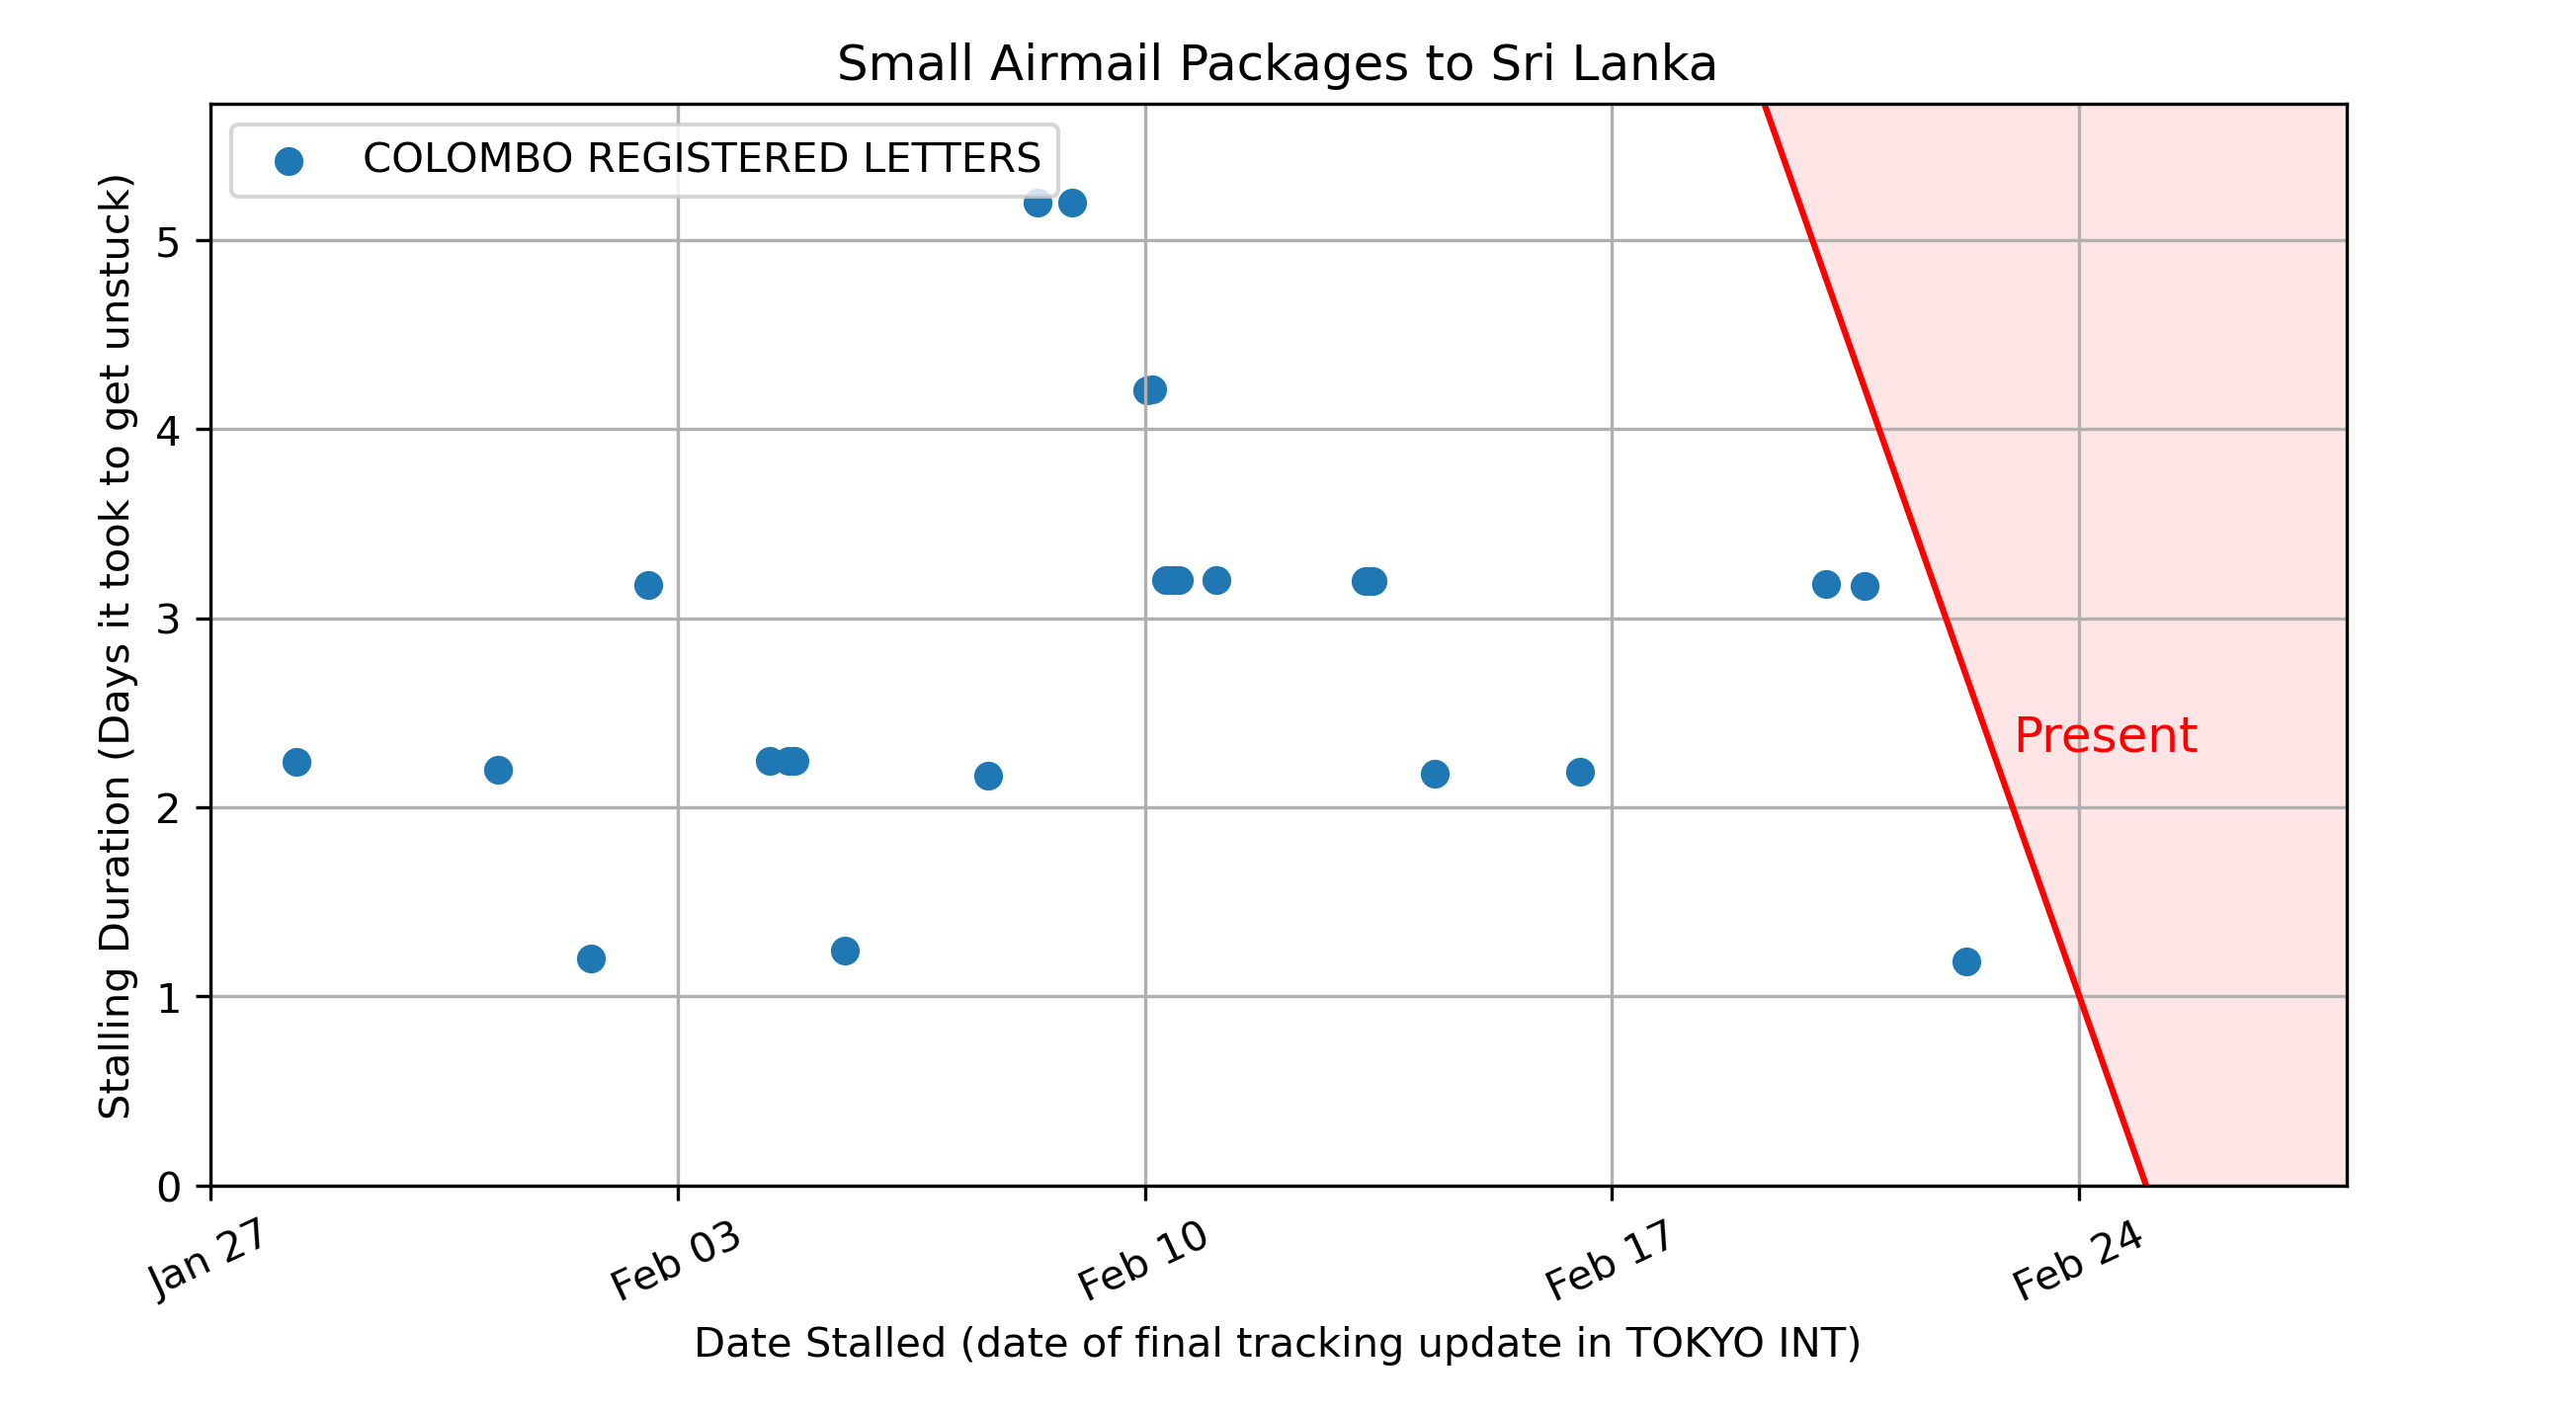 Small Airmail Packages to Sri Lanka
COLOMBO REGISTERED LETTERS
Stalling Duration (Days it took to get unstuck)
5
4
3
2
1
0
Present
Jan 27
Feb 03
Feb 10
Feb 17
Feb 24
Date Stalled (date of final tracking update in TOKYO INT)